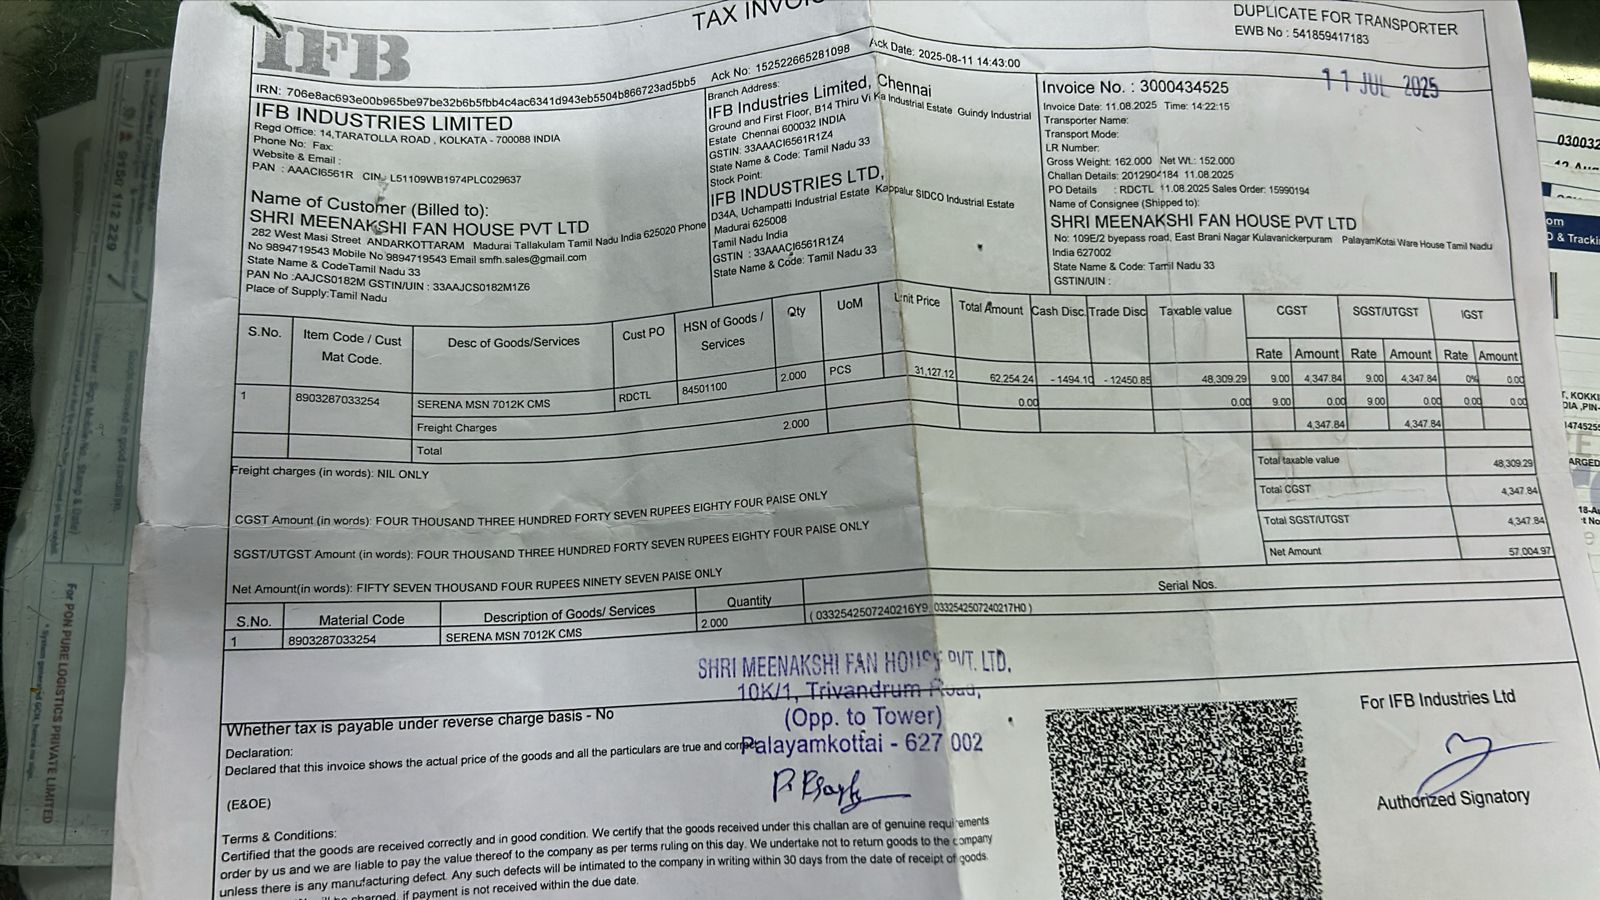 TAX INVOI
DUPLICATE FOR TRANSPORTER
EWB No : 541859417183
IFB
IRN: 706e8ac693e00b965be97be32b6b5fbb4c4ac6341d943eb5504b866723ad5bb5 Ack No: 152522665281098 Ack Date: 2025-08-11 14:43:00
11 JUL 2025
IFB INDUSTRIES LIMITED
Regd Office: 14,TARATOLLA ROAD , KOLKATA - 700088 INDIA
Phone No: Fax:
Website & Email :
PAN : AAACI6561R CIN: L51109WB1974PLC029637
Name of Customer (Billed to):
SHRI MEENAKSHI FAN HOUSE PVT LTD
282 West Masi Street ANDARKOTTARAM Madurai Tallakulam Tamil Nadu India 625020 Phone
No 9894719543 Mobile No 9894719543 Email smfh.sales@gmail.com
State Name & CodeTamil Nadu 33
PAN No :AAJCS0182M GSTIN/UIN : 33AAJCS0182M1Z6
Place of Supply:Tamil Nadu
Branch Address:
IFB Industries Limited, Chennai
Ground and First Floor, B14 Thiru Vi Ka Industrial Estate Guindy Industrial
Estate Chennai 600032 INDIA
GSTIN: 33AAACI6561R1Z4
State Name & Code: Tamil Nadu 33
Stock Point:
IFB INDUSTRIES LTD,
D34A, Uchampatti Industrial Estate Kappalur SIDCO Industrial Estate
Madurai 625008
Tamil Nadu India
GSTIN : 33AAACI6561R1Z4
State Name & Code: Tamil Nadu 33
Invoice No. : 3000434525
Invoice Date: 11.08.2025 Time: 14:22:15
Transporter Name:
Transport Mode:
LR Number:
Gross Weight: 162.000 Net Wt.: 152.000
Challan Details: 2012904184 11.08.2025
PO Details : RDCTL 11.08.2025 Sales Order: 15990194
Name of Consignee (Shipped to):
SHRI MEENAKSHI FAN HOUSE PVT LTD
No: 109E/2 byepass road, East Brani Nagar Kulavanickerpuram PalayamKotai Ware House Tamil Nadu
India 627002
State Name & Code: Tamil Nadu 33
GSTIN/UIN :
S.No. Item Code / Cust Mat Code. Desc of Goods/Services Cust PO HSN of Goods / Services Qty UoM Unit Price Total Amount Cash Disc. Trade Disc Taxable value CGST SGST/UTGST IGST
Rate Amount Rate Amount Rate Amount
1 8903287033254 SERENA MSN 7012K CMS RDCTL 84501100 2.000 PCS 31,127.12 62,254.24 - 1494.10 - 12450.85 48,309.29 9.00 4,347.84 9.00 4,347.84 0% 0.00
Freight Charges 0.00 0.00 9.00 0.00 9.00 0.00 0.00 0.00
Total 2.000 4,347.84 4,347.84
Total taxable value 48,309.29
Total CGST 4,347.84
Total SGST/UTGST 4,347.84
Net Amount 57,004.97
Freight charges (in words): NIL ONLY
CGST Amount (in words): FOUR THOUSAND THREE HUNDRED FORTY SEVEN RUPEES EIGHTY FOUR PAISE ONLY
SGST/UTGST Amount (in words): FOUR THOUSAND THREE HUNDRED FORTY SEVEN RUPEES EIGHTY FOUR PAISE ONLY
Net Amount(in words): FIFTY SEVEN THOUSAND FOUR RUPEES NINETY SEVEN PAISE ONLY
S.No. Material Code Description of Goods/ Services Quantity Serial Nos.
1 8903287033254 SERENA MSN 7012K CMS 2.000 ( 0332542507240216Y9, 0332542507240217H0 )
SHRI MEENAKSHI FAN HOUSE PVT. LTD.
10K/1, Trivandrum Road,
(Opp. to Tower)
Palayamkottai - 627 002
Whether tax is payable under reverse charge basis - No
Declaration:
Declared that this invoice shows the actual price of the goods and all the particulars are true and correct
(E&OE)
For IFB Industries Ltd
Authorized Signatory
Terms & Conditions:
Certified that the goods are received correctly and in good condition. We certify that the goods received under this challan are of genuine requirements
order by us and we are liable to pay the value thereof to the company as per terms ruling on this day. We undertake not to return goods to the company
unless there is any manufacturing defect. Any such defects will be intimated to the company in writing within 30 days from the date of receipt of goods.
charged, if payment is not received within the due date.
For PON PURE LOGISTICS PRIVATE LIMITED
030032
om
D & Tracki
T, KOKKI
DIA ,PIN-
1474525
ARGED
18-A